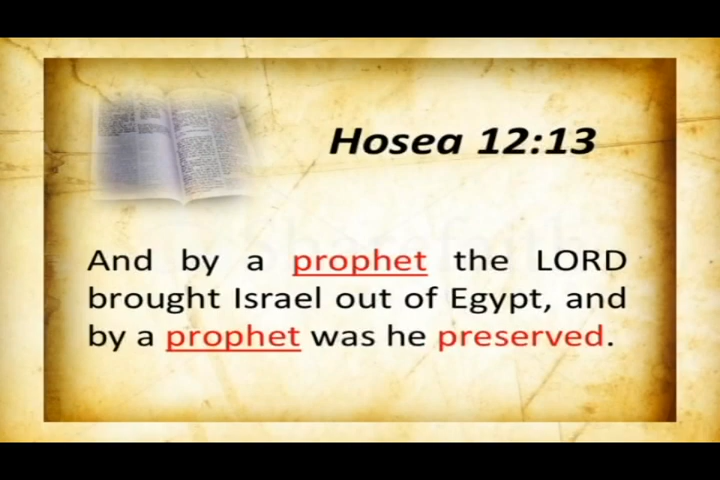 Hosea 12:13
And by a prophet the LORD
brought Israel out of Egypt, and
by a prophet was he preserved.